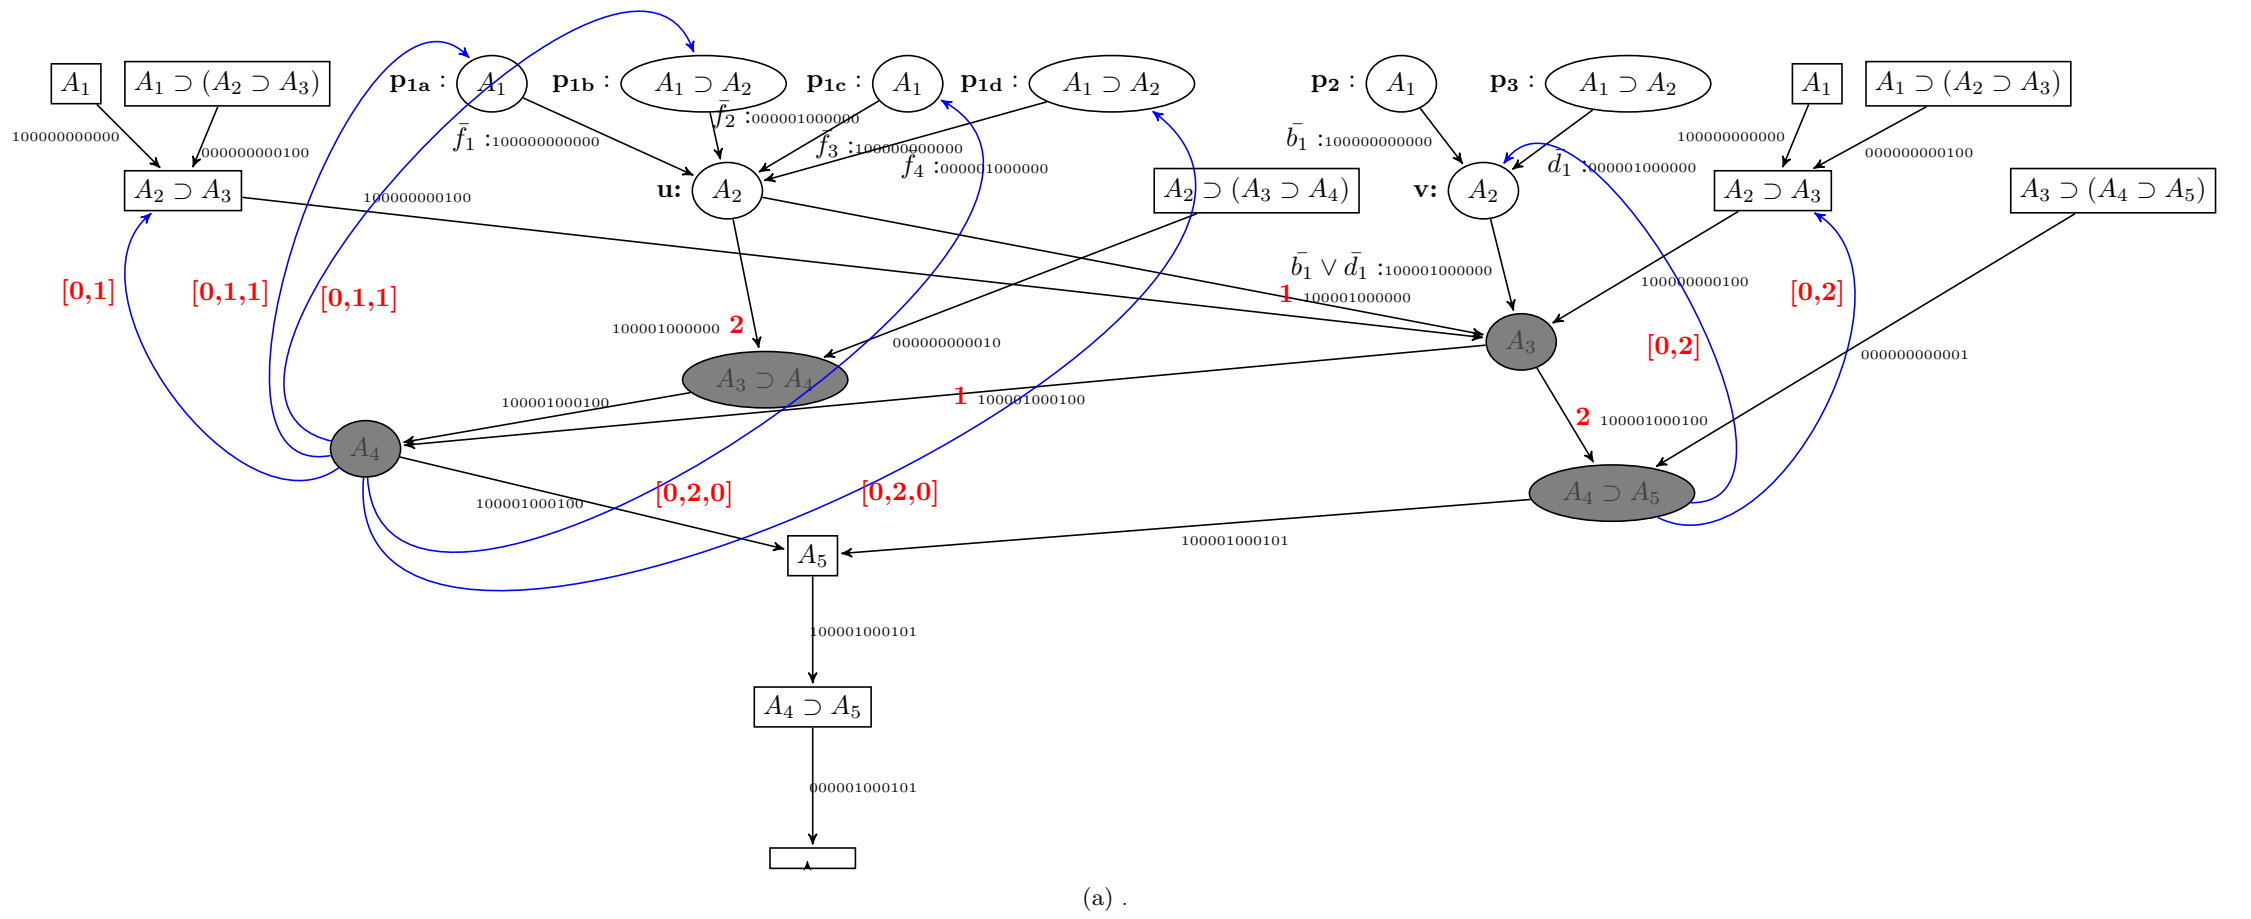 A₁ A₁ ⊃ (A₂ ⊃ A₃) p₁ₐ : A₁ p₁b : A₁ ⊃ A₂ p₁c : A₁ p₁d : A₁ ⊃ A₂ p₂ : A₁ p₃ : A₁ ⊃ A₂ A₁ A₁ ⊃ (A₂ ⊃ A₃)
f̄₂ :000001000000
100000000000 000000000100 f̄₁ :100000000000 f̄₃ :100000000000 b̄₁ :100000000000 100000000000 000000000100
f̄₄ :000001000000 d̄₁ :000001000000
A₂ ⊃ A₃ 100000000100 u: A₂ A₂ ⊃ (A₃ ⊃ A₄) v: A₂ A₂ ⊃ A₃ A₃ ⊃ (A₄ ⊃ A₅)
b̄₁ ∨ d̄₁ :100001000000 100000000100
[0,1] [0,1,1] [0,1,1] 1 100001000000 [0,2]
100001000000 2 000000000010 A₃ [0,2] 000000000001
A₃ ⊃ A₄
100001000100 1 100001000100 2 100001000100
A₄
100001000100 [0,2,0] [0,2,0] A₄ ⊃ A₅
A₅ 100001000101
100001000101
A₄ ⊃ A₅
000001000101
(a) .